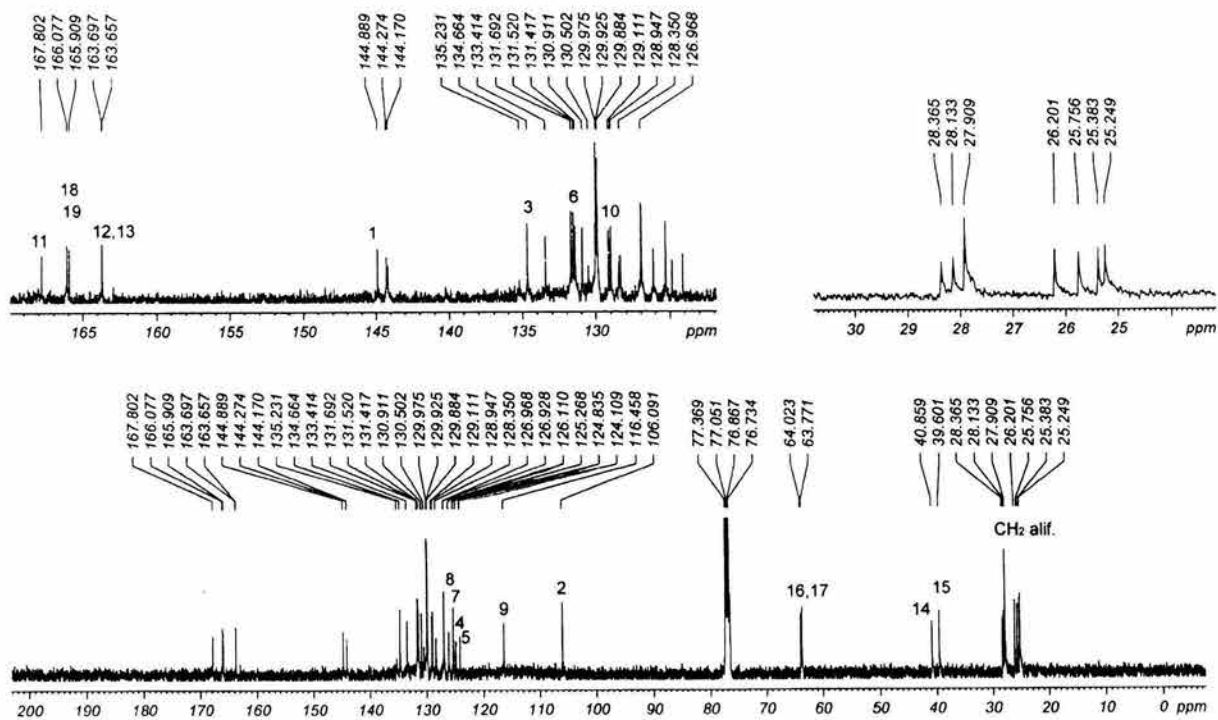 167.802 166.077 165.909 163.697 163.657 144.889 144.274 144.170 135.231 134.664 133.414 131.692 131.520 131.417 130.911 130.502 129.975 129.925 129.884 129.111 128.947 128.350 126.968
28.365 28.133 27.909 26.201 25.756 25.383 25.249
18
11 19 12,13 1 3 6 10
165 160 155 150 145 140 135 130 ppm
30 29 28 27 26 25 ppm
167.802 166.077 165.909 163.697 163.657 144.889 144.274 144.170 135.231 134.664 133.414 131.692 131.520 131.417 130.911 130.502 129.975 129.925 129.884 129.111 128.947 128.350 126.968 126.928 126.110 125.268 124.835 124.109 116.458 106.091 77.369 77.051 76.867 76.734 64.023 63.771 40.859 39.601 28.365 28.133 27.909 26.201 25.756 25.383 25.249
CH2 alif.
8 7 4 5 9 2 16,17 14 15
200 190 180 170 160 150 140 130 120 110 100 90 80 70 60 50 40 30 20 10 0 ppm